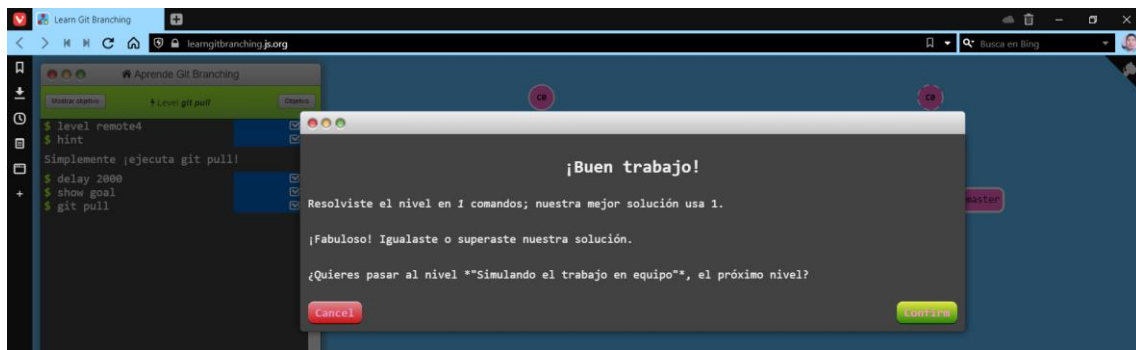 Learn Git Branching
learngitbranching.js.org
Busca en Bing
Aprende Git Branching
Mostrar objetivo
Level git pull
Objetivo
$ level remote4
$ hint
Simplemente ¡ejecuta git pull!
$ delay 2000
$ show goal
$ git pull
C0
C0
master
¡Buen trabajo!
Resolviste el nivel en 1 comandos; nuestra mejor solución usa 1.
¡Fabuloso! Igualaste o superaste nuestra solución.
¿Quieres pasar al nivel *"Simulando el trabajo en equipo"*, el próximo nivel?
Cancel
Confirm